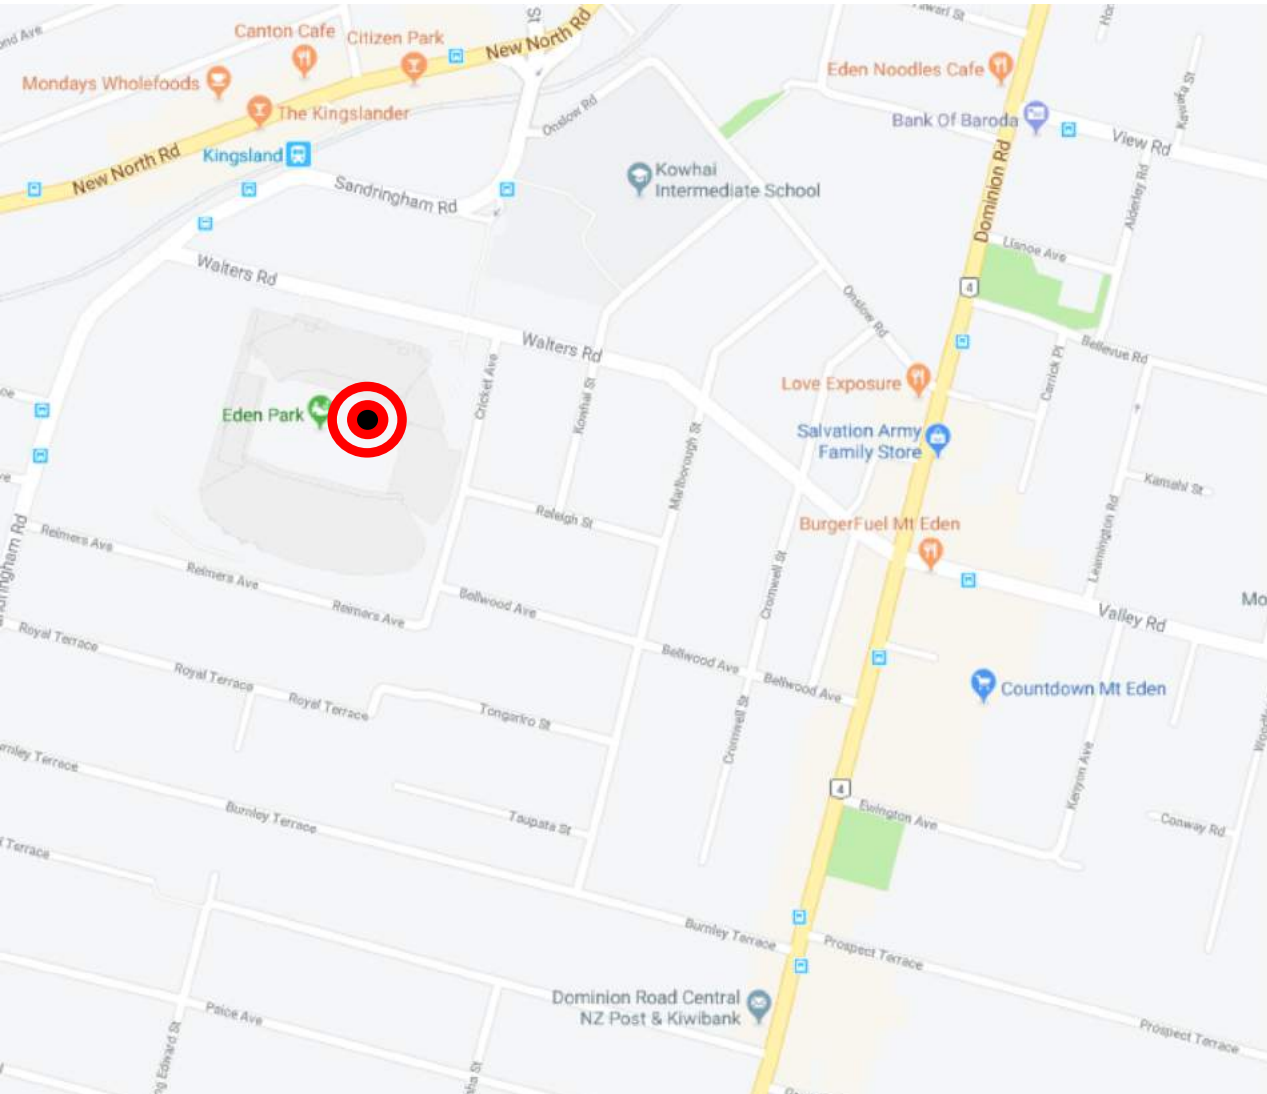 St
Canton Cafe
Citizen Park
New North Rd
Mondays Wholefoods
The Kingslander
Kingsland
New North Rd
Sandringham Rd
Onslow Rd
Kowhai
Intermediate School
Eden Noodles Cafe
Bank Of Baroda
View Rd
Dominion Rd
Alderley Rd
Lisnoe Ave
Walters Rd
4
Onslow Rd
Walters Rd
Bellevue Rd
Carrick Pl
Cricket Ave
Kowhai St
Love Exposure
Eden Park
Salvation Army
Family Store
Marlborough St
Kamahi St
Raleigh St
BurgerFuel Mt Eden
Leamington Rd
Reimers Ave
Reimers Ave
Reimers Ave
Bellwood Ave
Cromwell St
Valley Rd
Mo
Royal Terrace
Royal Terrace
Royal Terrace
Bellwood Ave
Bellwood Ave
Countdown Mt Eden
Tongariro St
Cromwell St
Kenyon Ave
4
Burnley Terrace
Taupata St
Ewington Ave
Conway Rd
Terrace
Burnley Terrace
Prospect Terrace
Dominion Road Central
NZ Post & Kiwibank
Paice Ave
Prospect Terrace